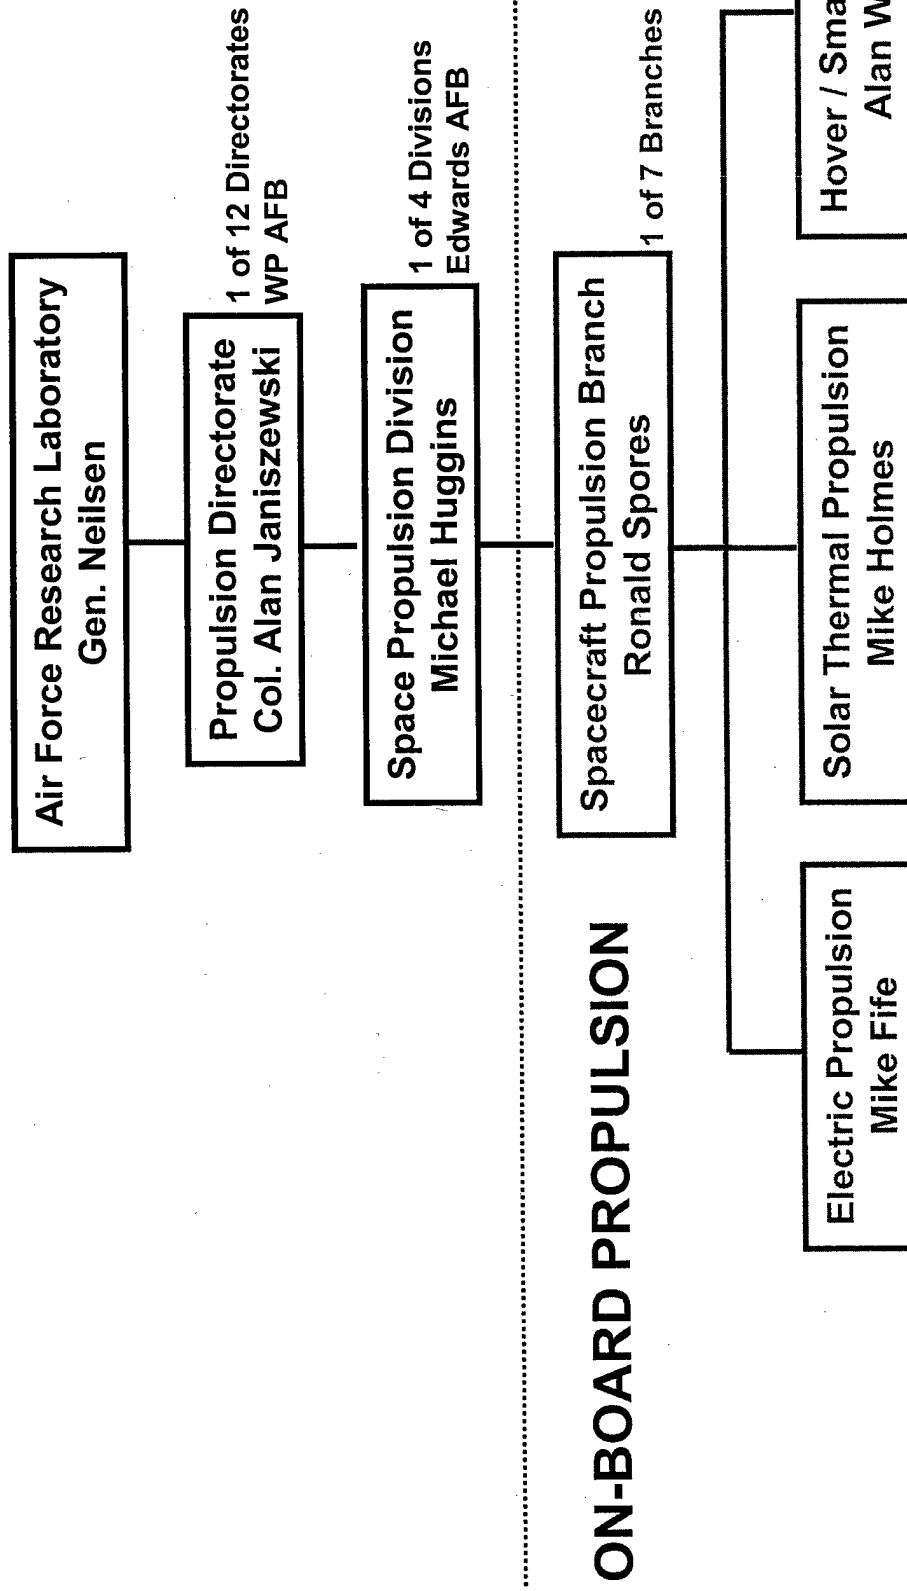 Air Force Research Laboratory
Gen. Neilsen
Propulsion Directorate
Col. Alan Janiszewski
1 of 12 Directorates
WP AFB
Space Propulsion Division
Michael Huggins
1 of 4 Divisions
Edwards AFB
ON-BOARD PROPULSION
Spacecraft Propulsion Branch
Ronald Spores
1 of 7 Branches
Electric Propulsion
Mike Fife
Solar Thermal Propulsion
Mike Holmes
Hover / Sma
Alan W